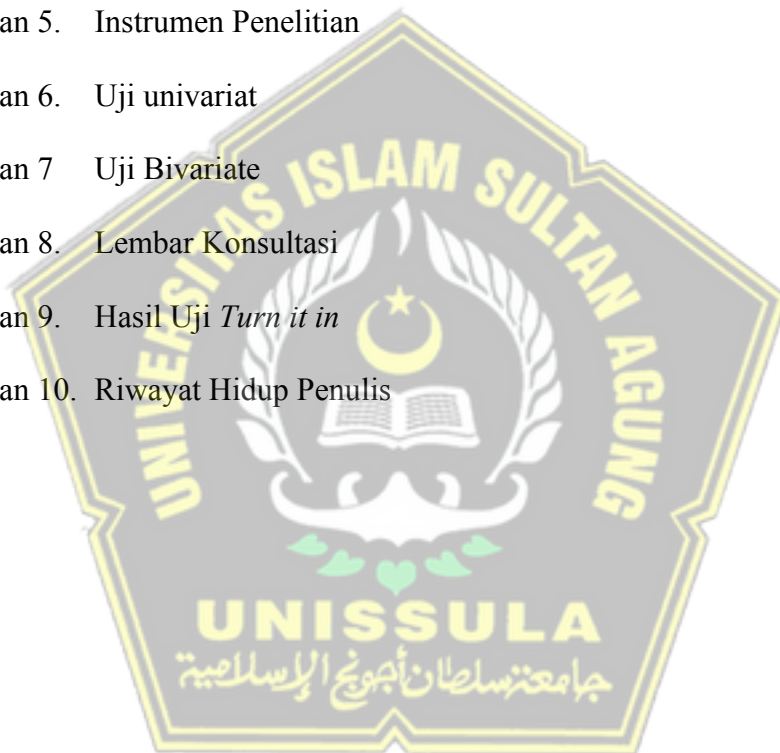 an 5. Instrumen Penelitian
an 6. Uji univariat
an 7 Uji Bivariate
an 8. Lembar Konsultasi
an 9. Hasil Uji Turn it in
an 10. Riwayat Hidup Penulis
UNIVERSITAS ISLAM SULTAN AGUNG
UNISSULA
جامعة سلطان أجونج الإسلامية